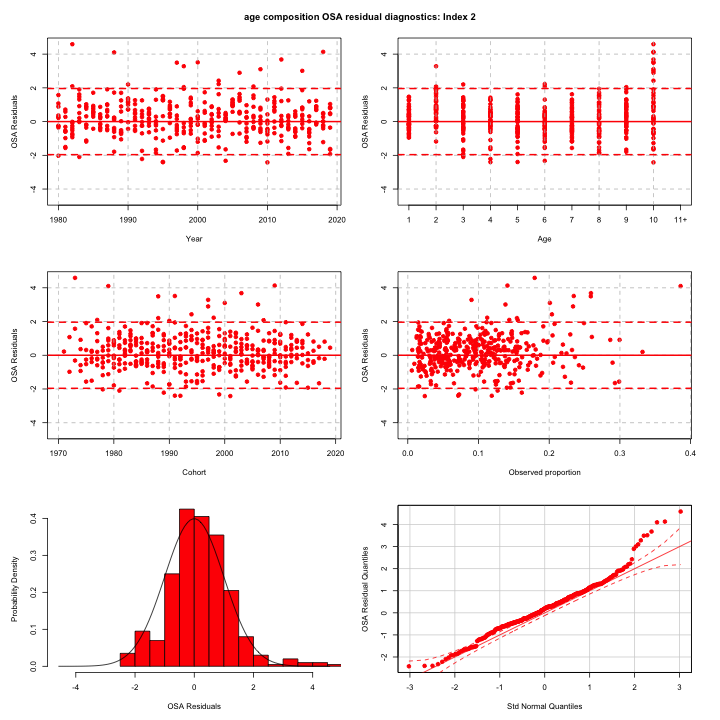 age composition OSA residual diagnostics: Index 2
OSA Residuals
4
2
0
-2
-4
1980 1990 2000 2010 2020
Year
OSA Residuals
4
2
0
-2
-4
1 2 3 4 5 6 7 8 9 10 11+
Age
OSA Residuals
4
2
0
-2
-4
1970 1980 1990 2000 2010 2020
Cohort
OSA Residuals
4
2
0
-2
-4
0.0 0.1 0.2 0.3 0.4
Observed proportion
Probability Density
0.4
0.3
0.2
0.1
0.0
-4 -2 0 2 4
OSA Residuals
OSA Residual Quantiles
4
3
2
1
0
-1
-2
-3 -2 -1 0 1 2 3
Std Normal Quantiles